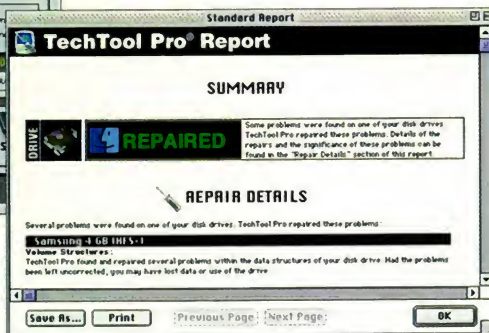 Standard Report
TechTool Pro® Report
SUMMARY
DRIVE
REPAIRED
Some problems were found on one of your disk drives.
TechTool Pro repaired these problems. Details of the
repairs and the significance of these problems can be
found in the "Repair Details" section of this report.
REPAIR DETAILS
Several problems were found on one of your disk drives. TechTool Pro repaired these problems:
Samsung 4 GB (HFS-1
Volume Structures:
TechTool Pro found and repaired several problems within the data structures of your disk drive. Had the problems
been left uncorrected, you may have lost data or use of the drive.
Save As...
Print
Previous Page
Next Page
OK